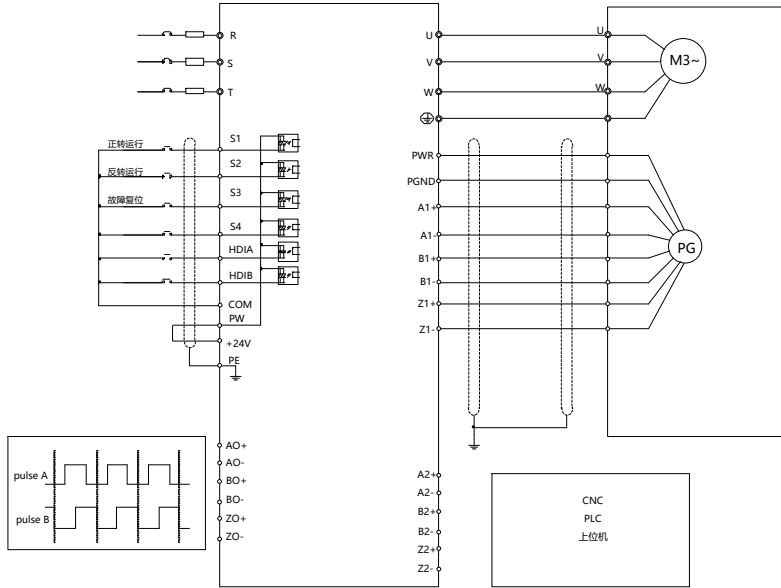 R
S
T
正转运行
反转运行
故障复位
S1
S2
S3
S4
HDIA
HDIB
COM
PW
+24V
PE
U
V
W
PWR
PGND
A1+
A1-
B1+
B1-
Z1+
Z1-
U
V
W
M3~
PG
pulse A
pulse B
AO+
AO-
BO+
BO-
ZO+
ZO-
A2+
A2-
B2+
B2-
Z2+
Z2-
CNC
PLC
上位机